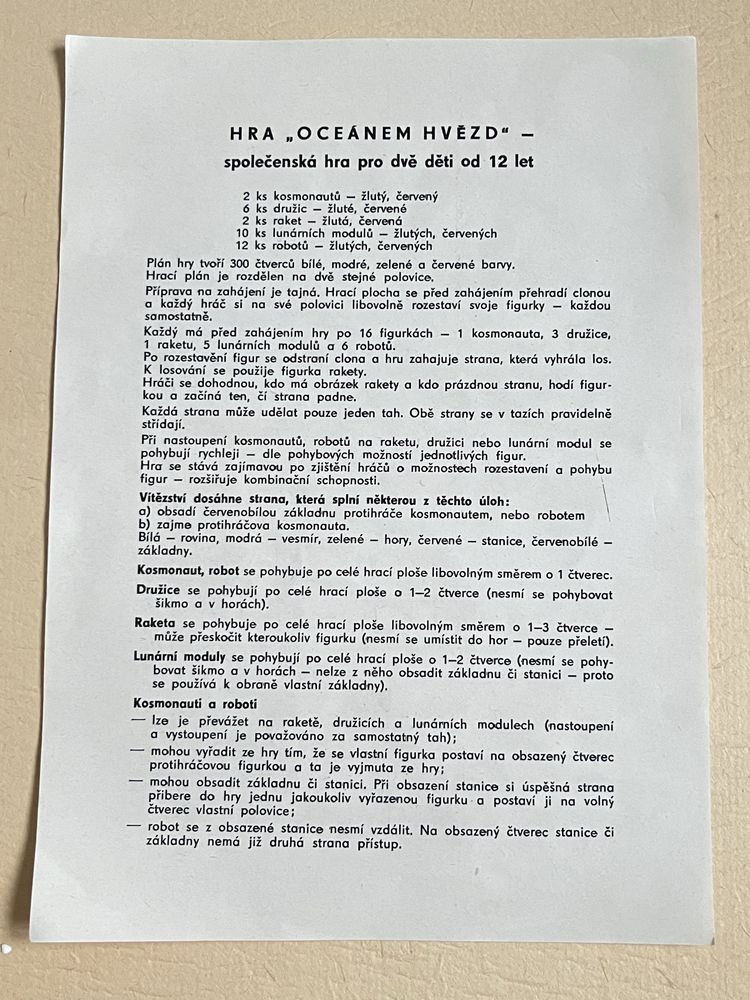 HRA „OCEÁNEM HVĚZD“ –
společenská hra pro dvě děti od 12 let
2 ks kosmonautů – žlutý, červený
6 ks družic – žluté, červené
2 ks raket – žlutá, červená
10 ks lunárních modulů – žlutých, červených
12 ks robotů – žlutých, červených
Plán hry tvoří 300 čtverců bílé, modré, zelené a červené barvy.
Hrací plán je rozdělen na dvě stejné polovice.
Příprava na zahájení je tajná. Hrací plocha se před zahájením přehradí clonou
a každý hráč si na své polovici libovolně rozestaví svoje figurky – každou
samostatně.
Každý má před zahájením hry po 16 figurkách – 1 kosmonauta, 3 družice,
1 raketu, 5 lunárních modulů a 6 robotů.
Po rozestavění figur se odstraní clona a hru zahajuje strana, která vyhrála los.
K losování se použije figurka rakety.
Hráči se dohodnou, kdo má obrázek rakety a kdo prázdnou stranu, hodí figur-
kou a začíná ten, čí strana padne.
Každá strana může udělat pouze jeden tah. Obě strany se v tazích pravidelně
střídají.
Při nastoupení kosmonautů, robotů na raketu, družici nebo lunární modul se
pohybují rychleji – dle pohybových možností jednotlivých figur.
Hra se stává zajímavou po zjištění hráčů o možnostech rozestavení a pohybu
figur – rozšiřuje kombinační schopnosti.
Vítězství dosáhne strana, která splní některou z těchto úloh:
a) obsadí červenobílou základnu protihráče kosmonautem, nebo robotem
b) zajme protihráčova kosmonauta.
Bílá – rovina, modrá – vesmír, zelené – hory, červené – stanice, červenobílé –
základny.
Kosmonaut, robot se pohybuje po celé hrací ploše libovolným směrem o 1 čtverec.
Družice se pohybují po celé hrací ploše o 1–2 čtverce (nesmí se pohybovat
šikmo a v horách).
Raketa se pohybuje po celé hrací ploše libovolným směrem o 1–3 čtverce –
může přeskočit kteroukoliv figurku (nesmí se umístit do hor – pouze přeletí).
Lunární moduly se pohybují po celé hrací ploše o 1–2 čtverce (nesmí se pohy-
bovat šikmo a v horách – nelze z něho obsadit základnu či stanici – proto
se používá k obraně vlastní základny).
Kosmonauti a roboti
— lze je převážet na raketě, družicích a lunárních modulech (nastoupení
a vystoupení je považováno za samostatný tah);
— mohou vyřadit ze hry tím, že se vlastní figurka postaví na obsazený čtverec
protihráčovou figurkou a ta je vyjmuta ze hry;
— mohou obsadit základnu či stanici. Při obsazení stanice si úspěšná strana
přibere do hry jednu jakoukoliv vyřazenou figurku a postaví ji na volný
čtverec vlastní polovice;
— robot se z obsazené stanice nesmí vzdálit. Na obsazený čtverec stanice či
základny nemá již druhá strana přístup.